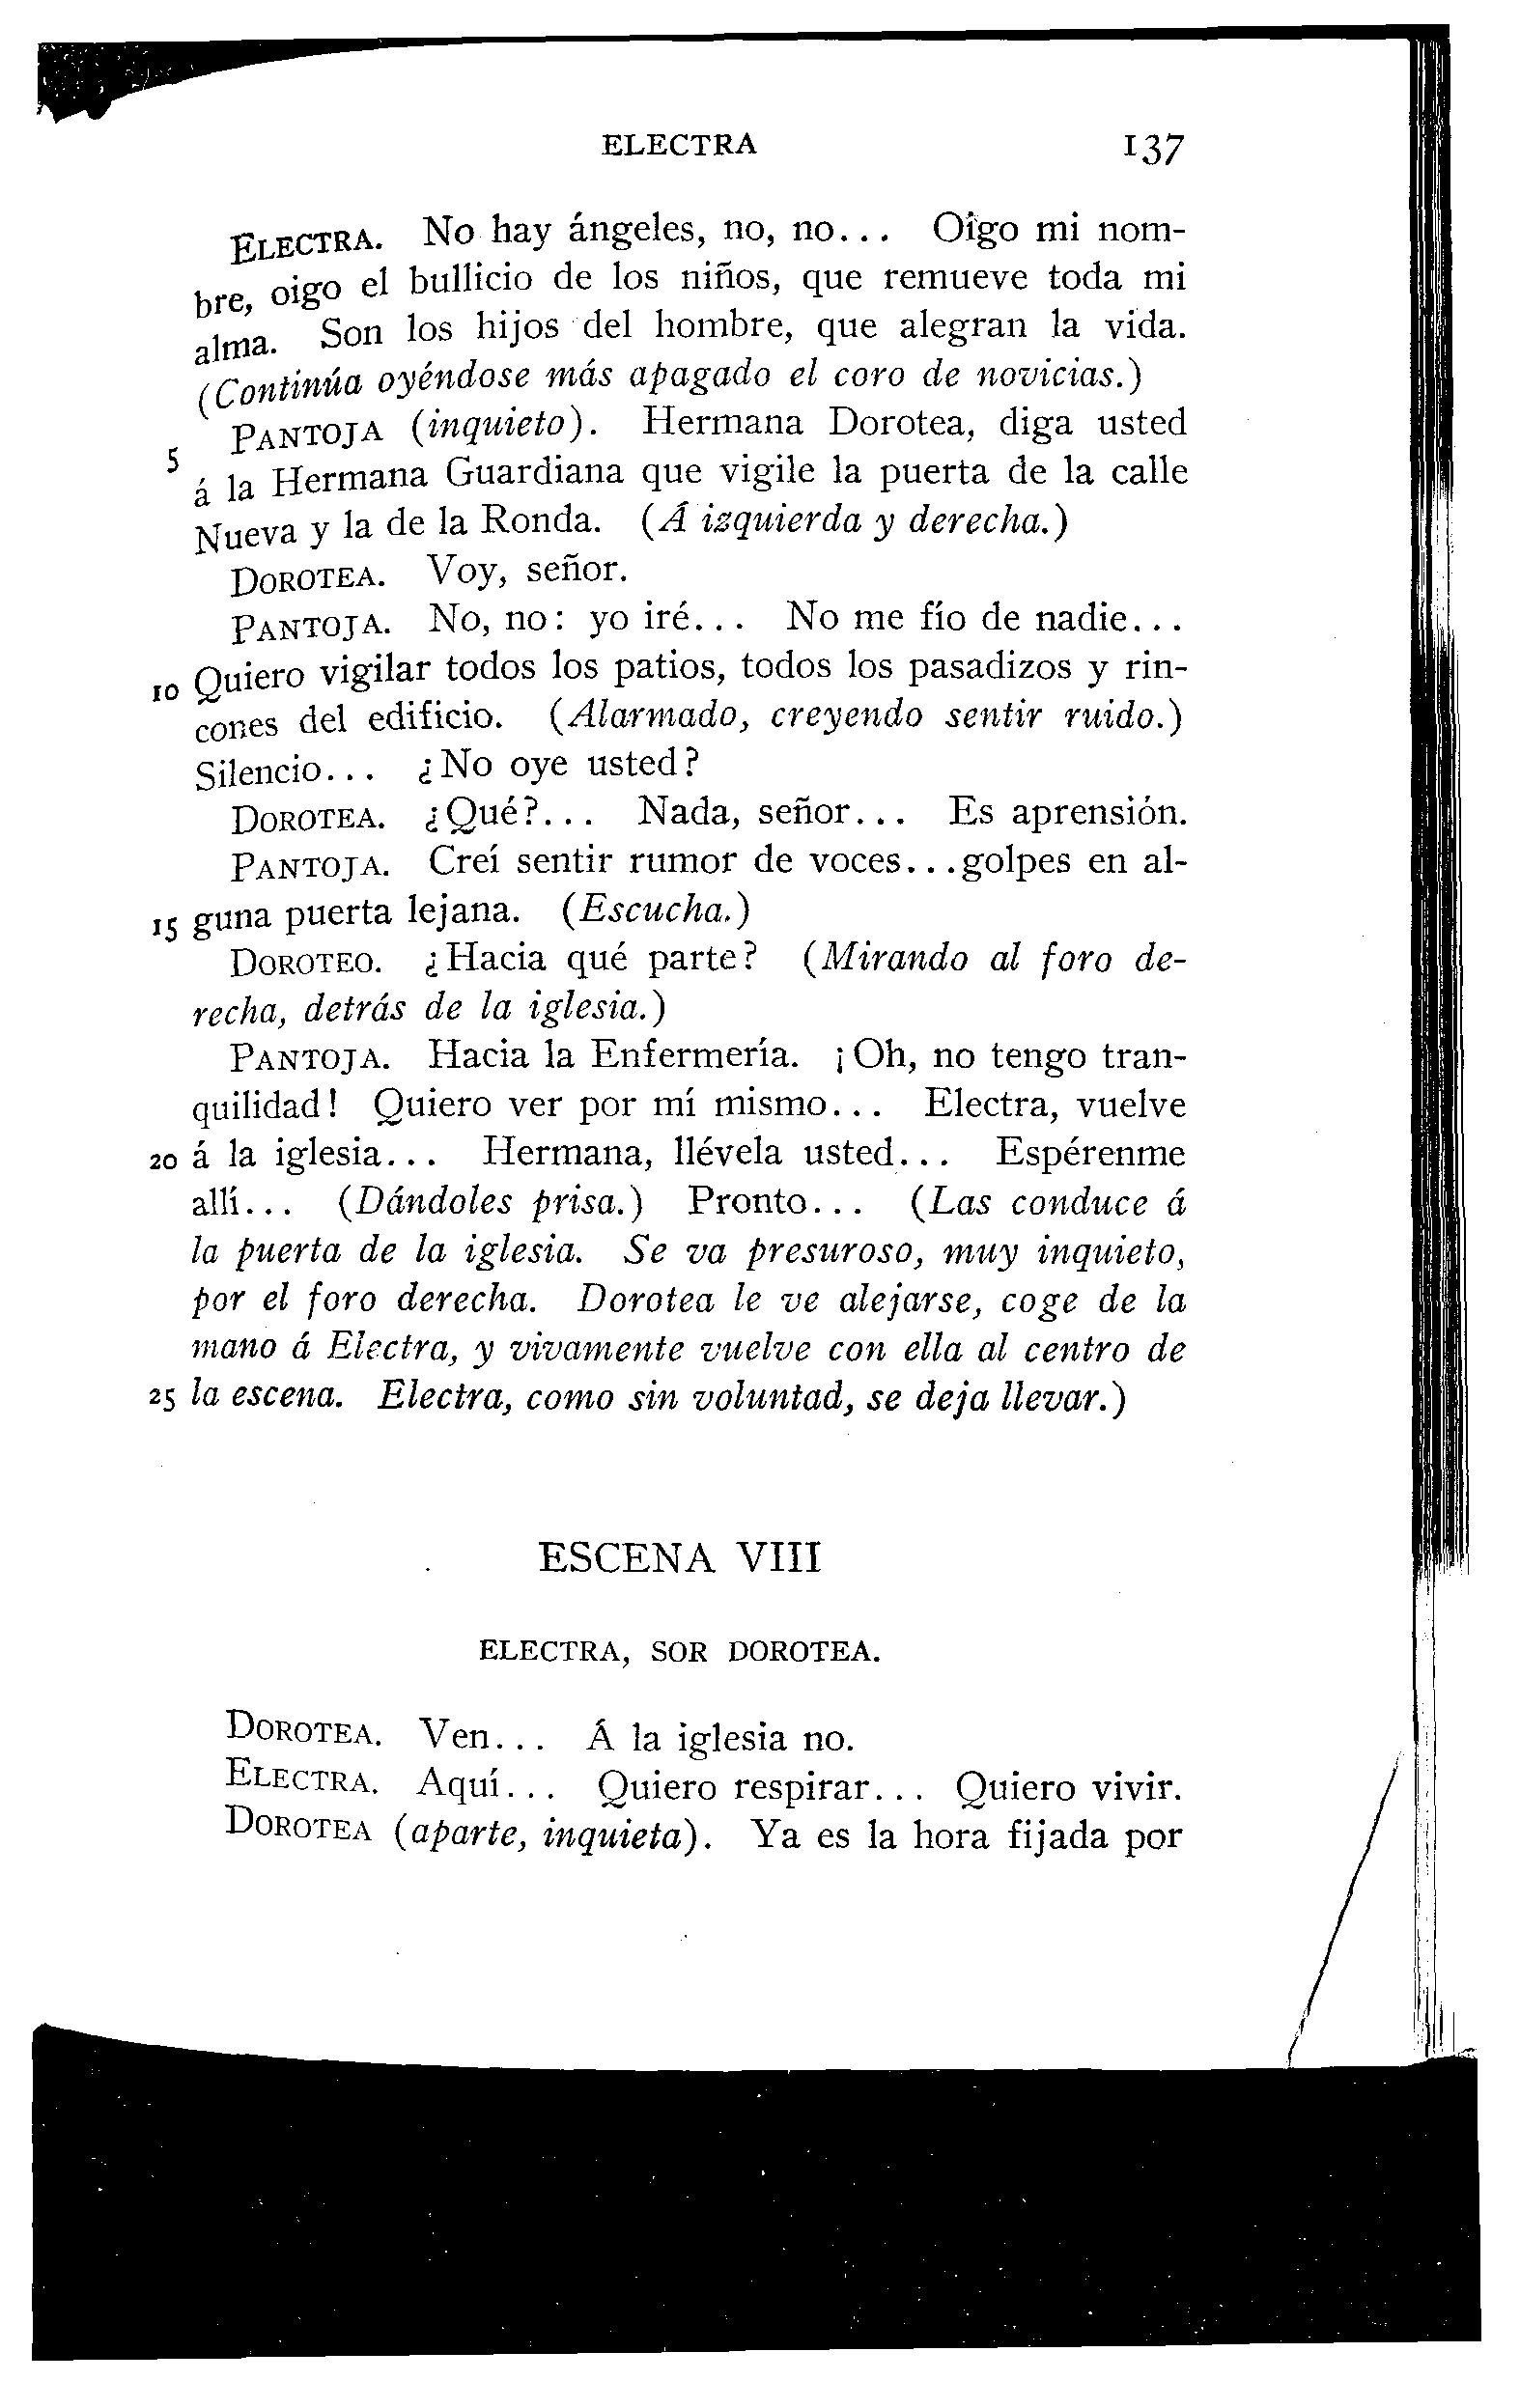 ELECTRA 137
ELECTRA. No hay ángeles, no, no... Oigo mi nom-
bre, oigo el bullicio de los niños, que remueve toda mi
alma. Son los hijos del hombre, que alegran la vida.
(Continúa oyéndose más apagado el coro de novicias.)
5 PANTOJA (inquieto). Hermana Dorotea, diga usted
á la Hermana Guardiana que vigile la puerta de la calle
Nueva y la de la Ronda. (Á izquierda y derecha.)
DOROTEA. Voy, señor.
PANTOJA. No, no: yo iré... No me fío de nadie...
10 Quiero vigilar todos los patios, todos los pasadizos y rin-
cones del edificio. (Alarmado, creyendo sentir ruido.)
Silencio... ¿No oye usted?
DOROTEA. ¿Qué?... Nada, señor... Es aprensión.
PANTOJA. Creí sentir rumor de voces...golpes en al-
15 guna puerta lejana. (Escucha.)
DOROTEO. ¿Hacia qué parte? (Mirando al foro de-
recha, detrás de la iglesia.)
PANTOJA. Hacia la Enfermería. ¡Oh, no tengo tran-
quilidad! Quiero ver por mí mismo... Electra, vuelve
20 á la iglesia... Hermana, llévela usted... Espérenme
allí... (Dándoles prisa.) Pronto... (Las conduce á
la puerta de la iglesia. Se va presuroso, muy inquieto,
por el foro derecha. Dorotea le ve alejarse, coge de la
mano á Electra, y vivamente vuelve con ella al centro de
25 la escena. Electra, como sin voluntad, se deja llevar.)
ESCENA VIII
ELECTRA, SOR DOROTEA.
DOROTEA. Ven... Á la iglesia no.
ELECTRA. Aquí... Quiero respirar... Quiero vivir.
DOROTEA (aparte, inquieta). Ya es la hora fijada por